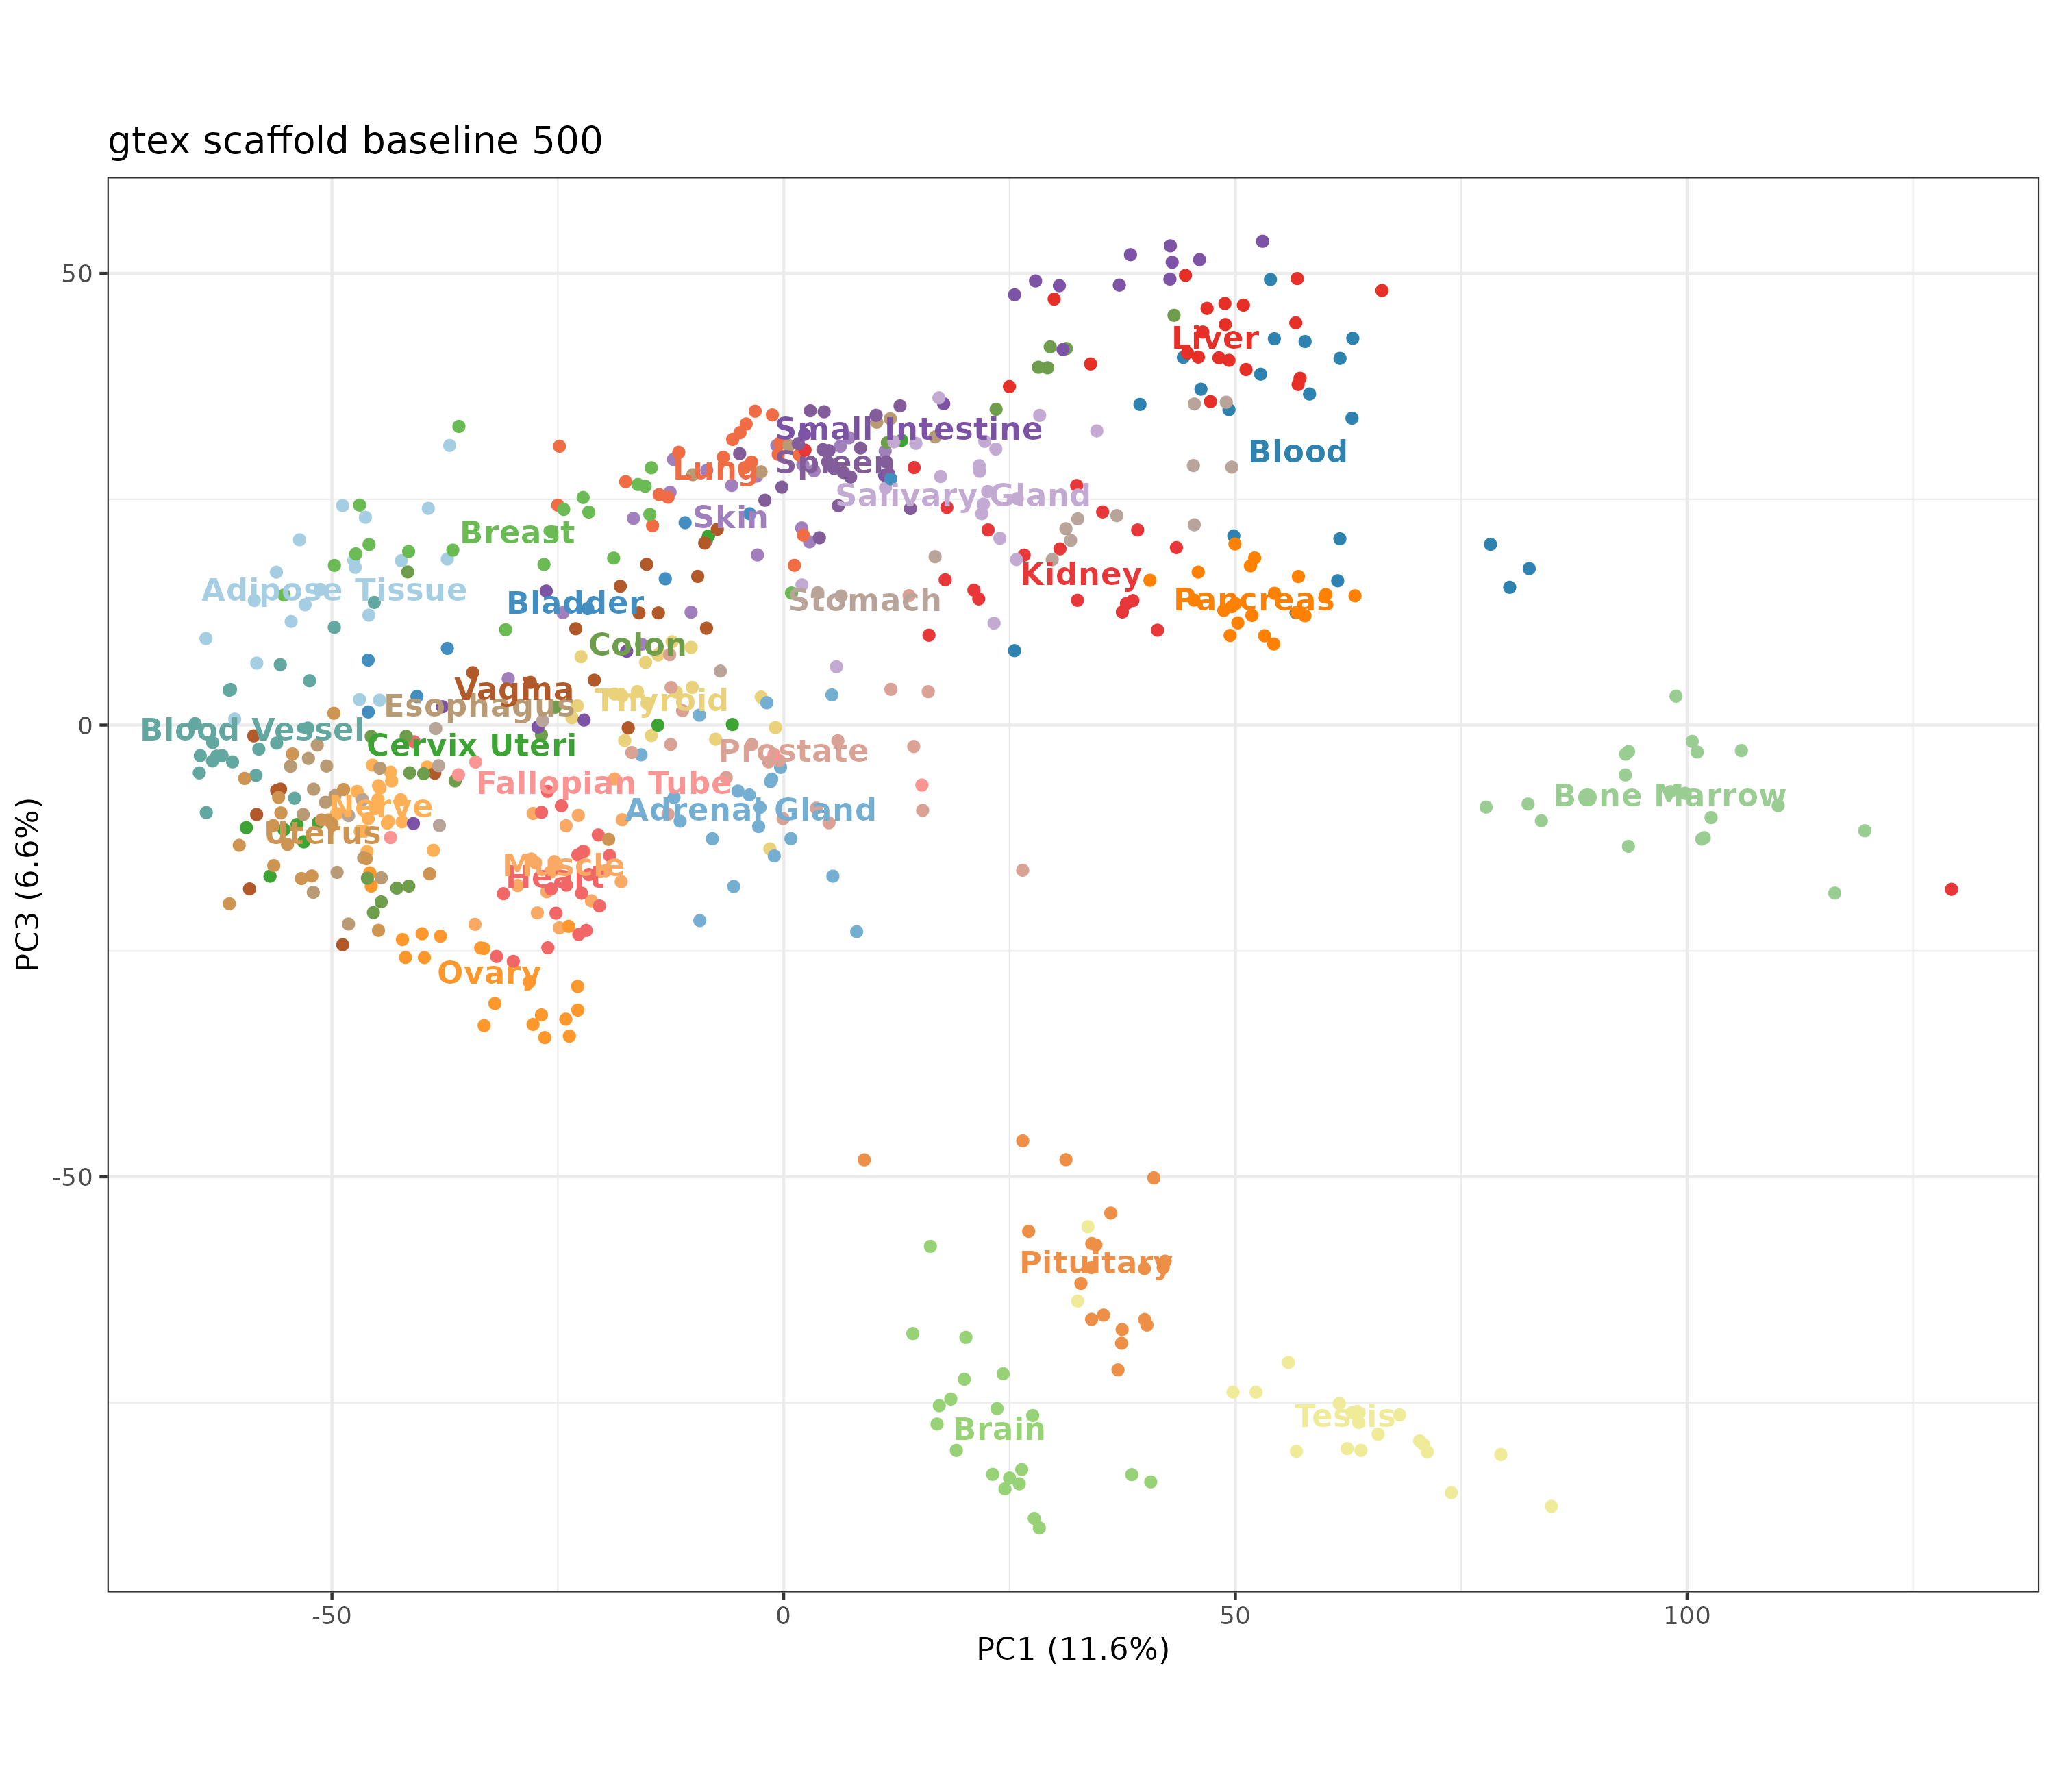 gtex scaffold baseline 500
50
Liver
Small Intestine
Blood
Spleen
Lung
Salivary Gland
Skin
Breast
Kidney
Adipose Tissue
Pancreas
Stomach
Bladder
Colon
Vagina
Thyroid
Esophagus
0
Blood Vessel
Cervix Uteri
Prostate
Fallopian Tube
Bone Marrow
Nerve
Adrenal Gland
Uterus
Muscle
Heart
Ovary
PC3 (6.6%)
-50
Pituitary
Testis
Brain
-50
0
50
100
PC1 (11.6%)